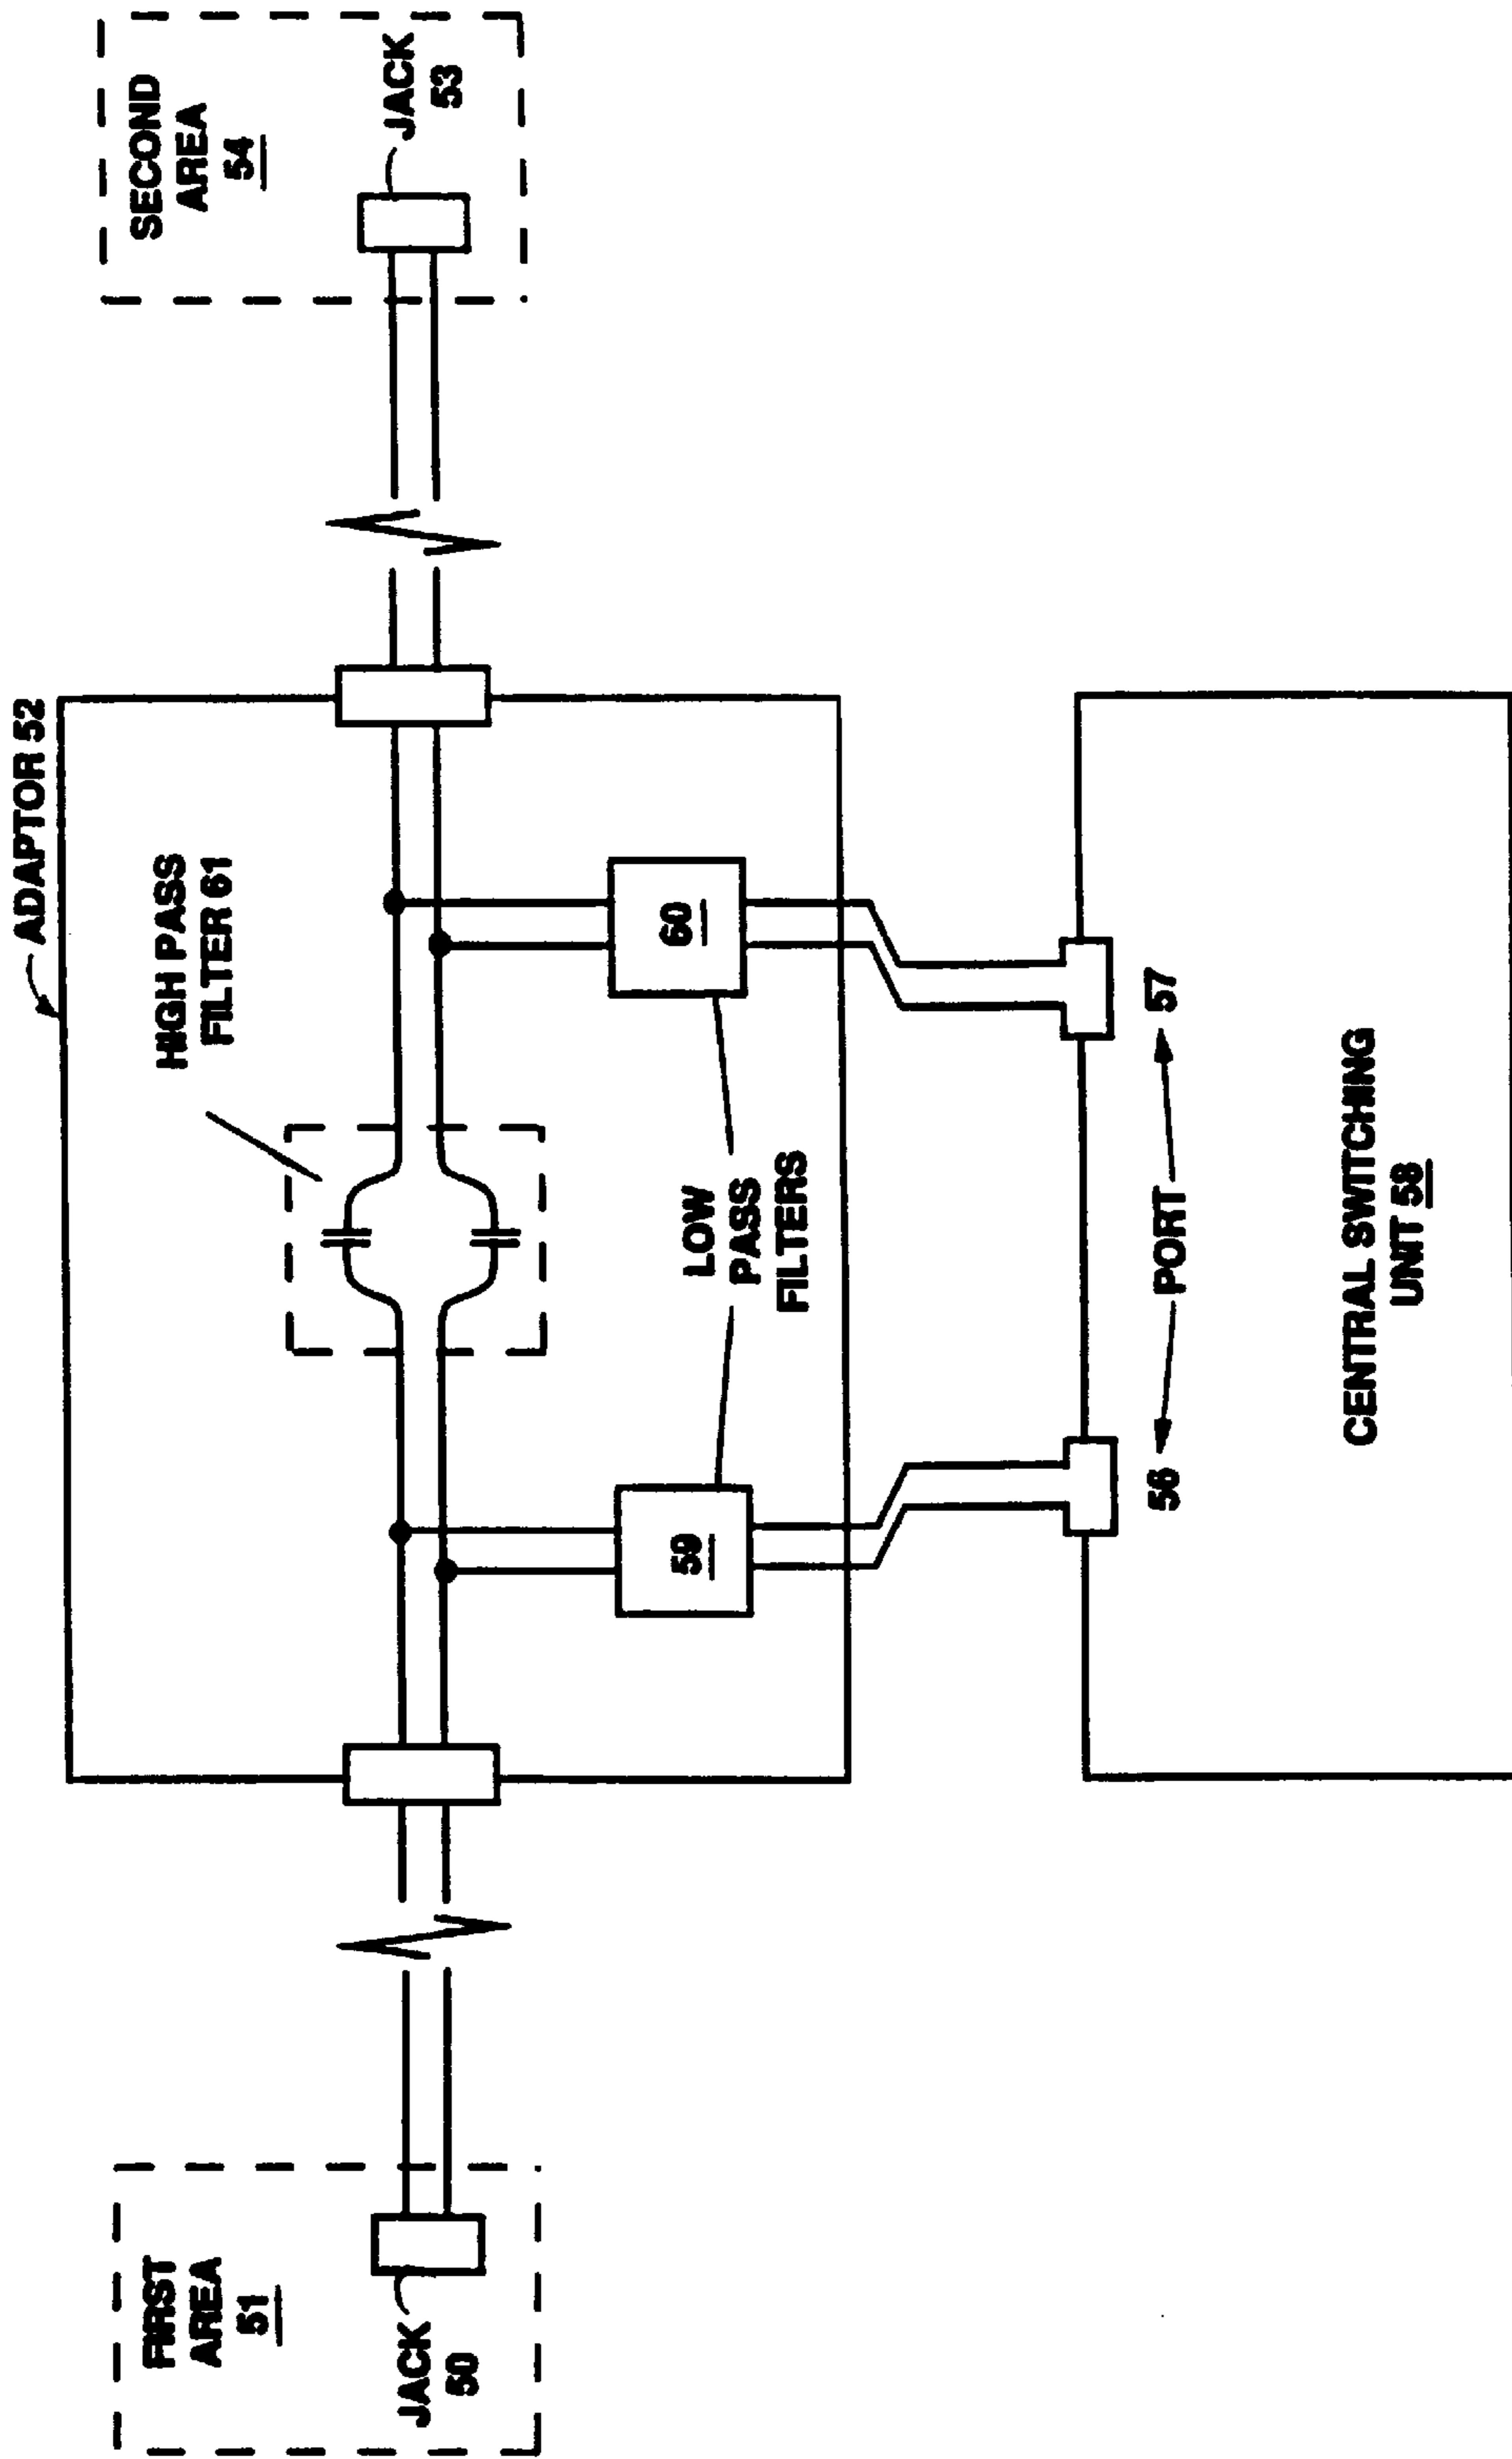 ADAPTOR 52
HIGH PASS
FILTER 61
FIRST
AREA
51
JACK
50
SECOND
AREA
54
JACK
53
59
60
LOW
PASS
FILTERS
56
PORT
57
CENTRAL SWITCHING
UNIT 58